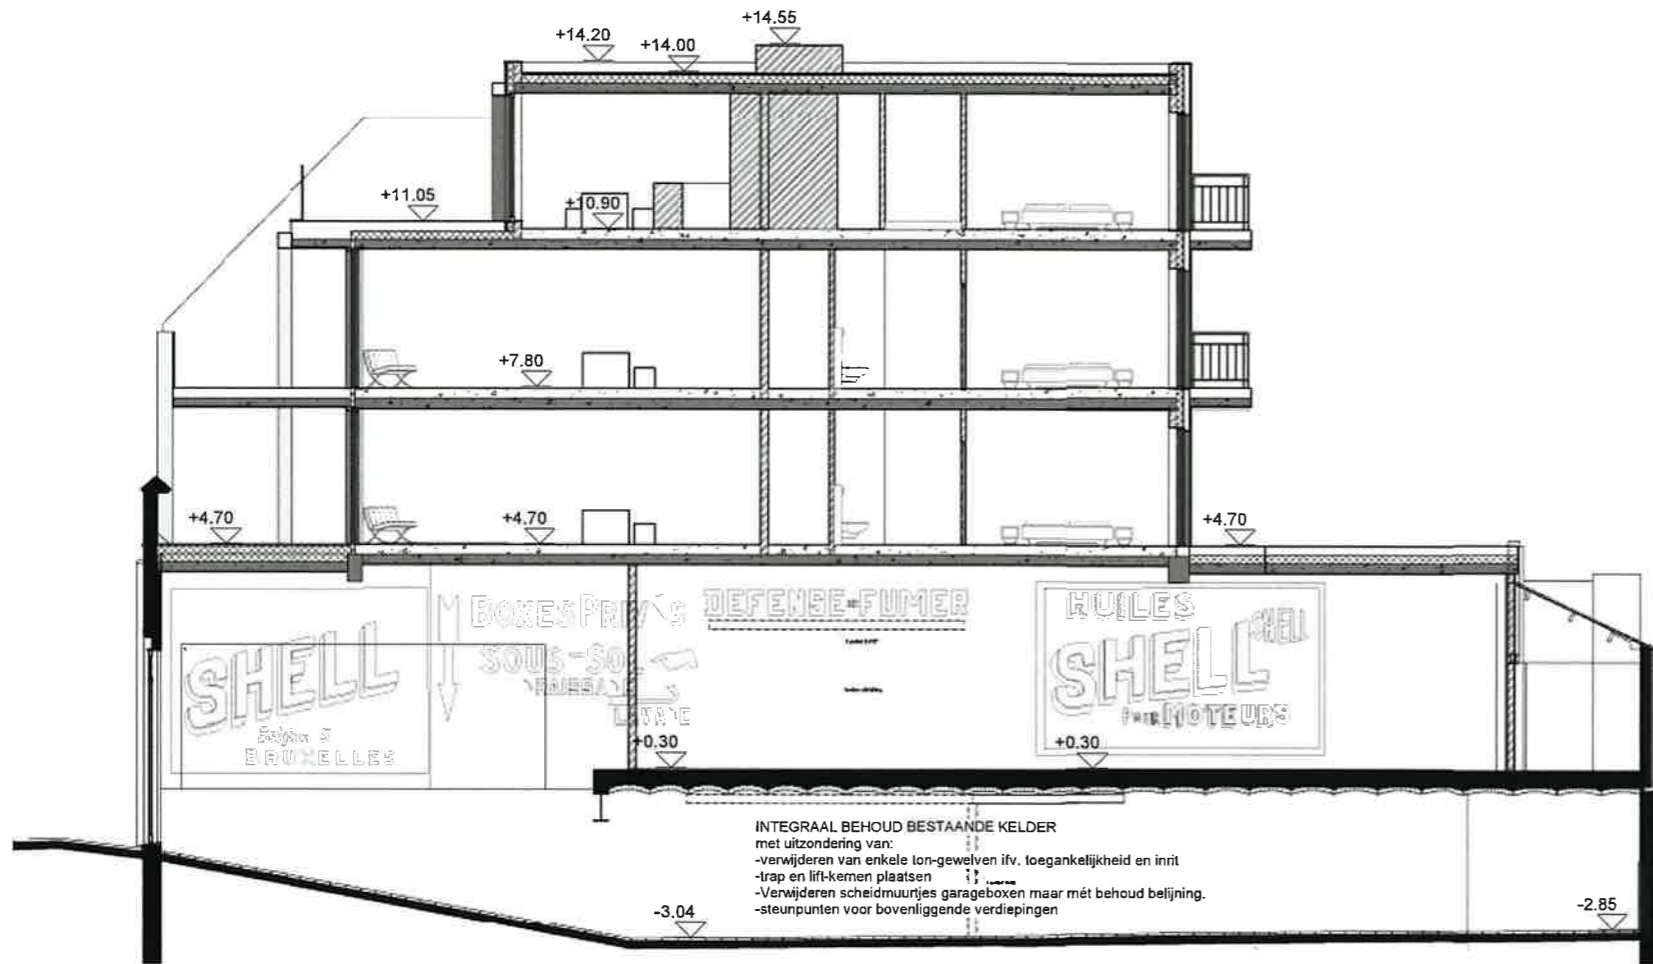 +14.55
+14.20
+14.00
+11.05
+10.90
+7.80
+4.70
+4.70
+4.70
BOXES PRIVÉS
SOUS-SOL
DEFENSE DE FUMER
HUILES
SHELL
SHELL
POUR MOTEURS
SHELL
BRUXELLES
+0.30
+0.30
INTEGRAAL BEHOUD BESTAANDE KELDER
met uitzondering van:
-verwijderen van enkele ton-gewelven ifv. toegankelijkheid en inrit
-trap en lift-kernen plaatsen
-Verwijderen scheidmuurtjes garageboxen maar mét behoud belijning.
-steunpunten voor bovenliggende verdiepingen
-3.04
-2.85